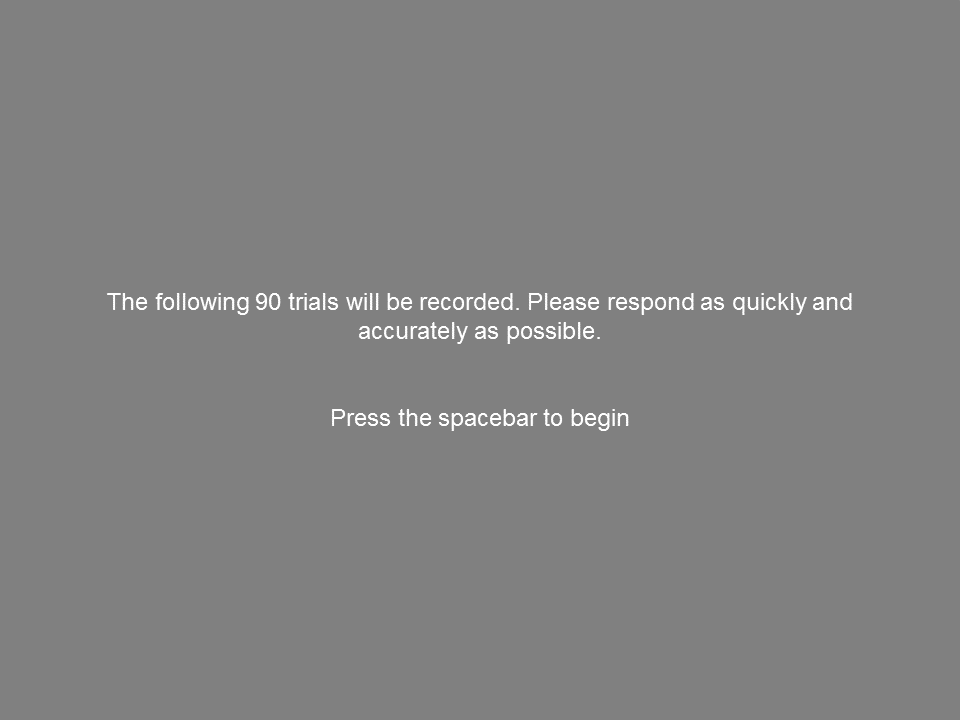 The following 90 trials will be recorded. Please respond as quickly and
accurately as possible.
Press the spacebar to begin